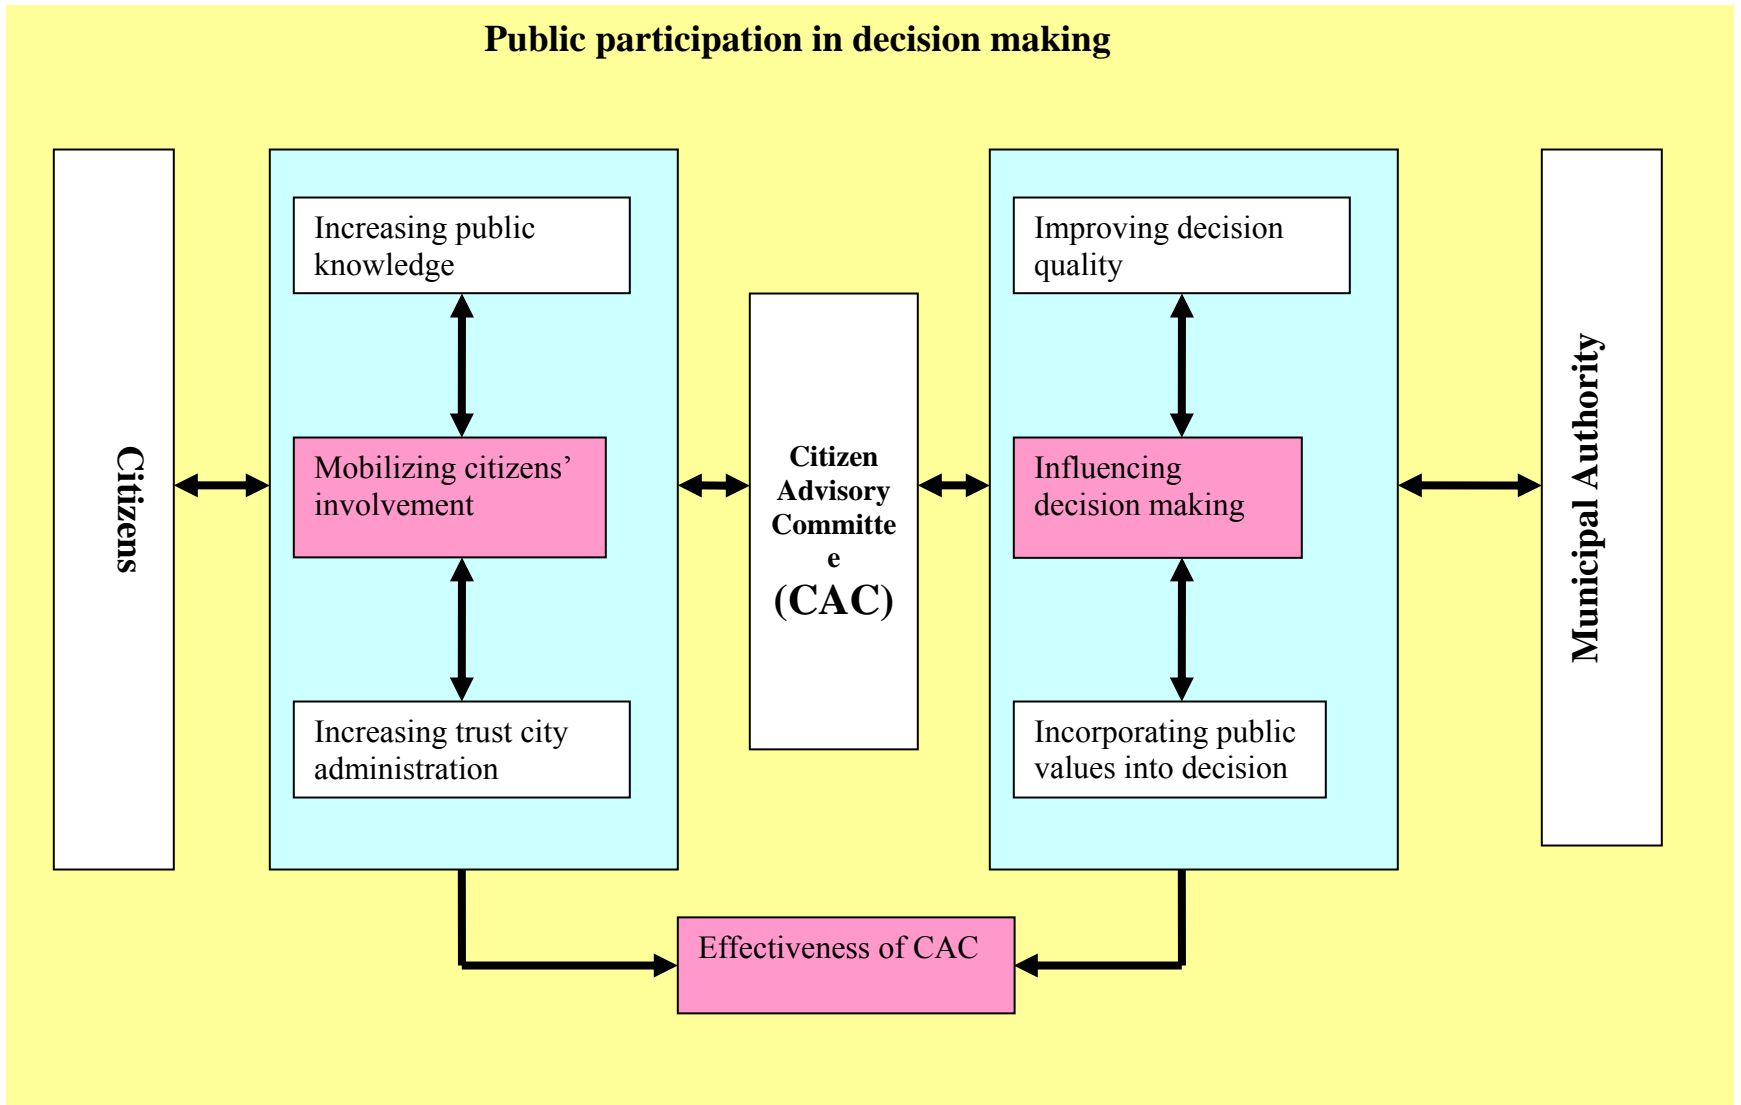 Public participation in decision making
Citizens
Increasing public
knowledge
Mobilizing citizens’
involvement
Increasing trust city
administration
Citizen
Advisory
Committe
e
(CAC)
Improving decision
quality
Influencing
decision making
Incorporating public
values into decision
Municipal Authority
Effectiveness of CAC